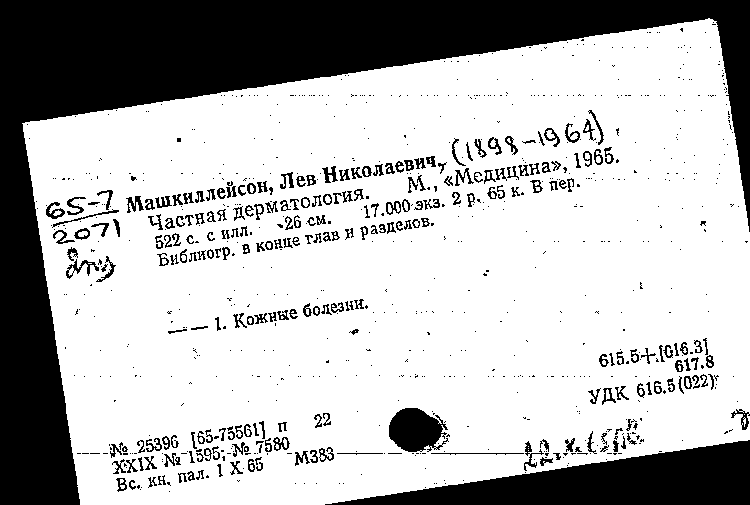 65-7
2071
Машкиллейсон, Лев Николаевич, (1898-1964).
Частная дерматология. М., «Медицина», 1965.
522 с. с илл. 26 см. 17.000 экз. 2 р. 65 к. В пер.
Библиогр. в конце глав и разделов.
—— 1. Кожные болезни.
615.5+[616.3]
617.8
УДК 616.5(022)
№ 25396 [65-75561] п 22
XXIX № 1595; № 7580
Вс. кн. пал. 1 X 65 М383